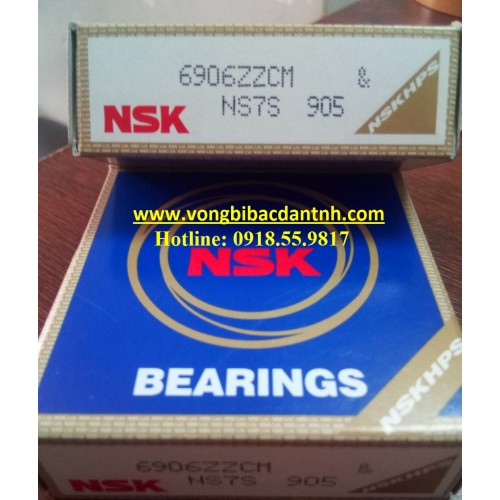 6906ZZCM &
NSK NS7S 905
NSKHPS
www.vongbibacdantnh.com
Hotline: 0918.55.9817
NSK
BEARINGS
NSKHPS
6906ZZCM &
NSK NS7S 905